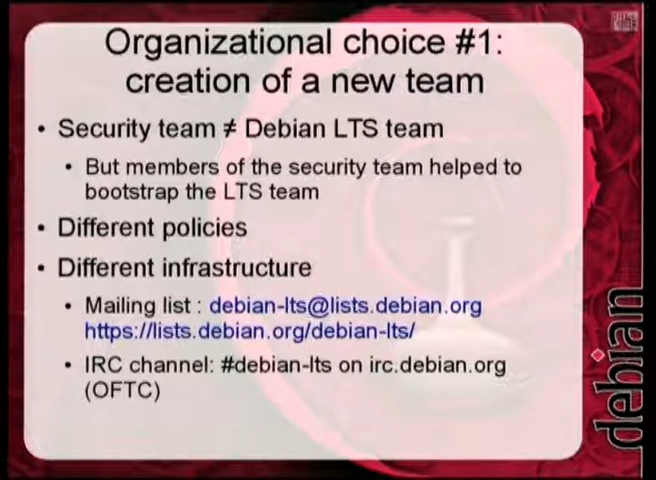 Organizational choice #1:
creation of a new team
• Security team ≠ Debian LTS team
• But members of the security team helped to
bootstrap the LTS team
• Different policies
• Different infrastructure
• Mailing list : debian-lts@lists.debian.org
https://lists.debian.org/debian-lts/
• IRC channel: #debian-lts on irc.debian.org
(OFTC)
debian